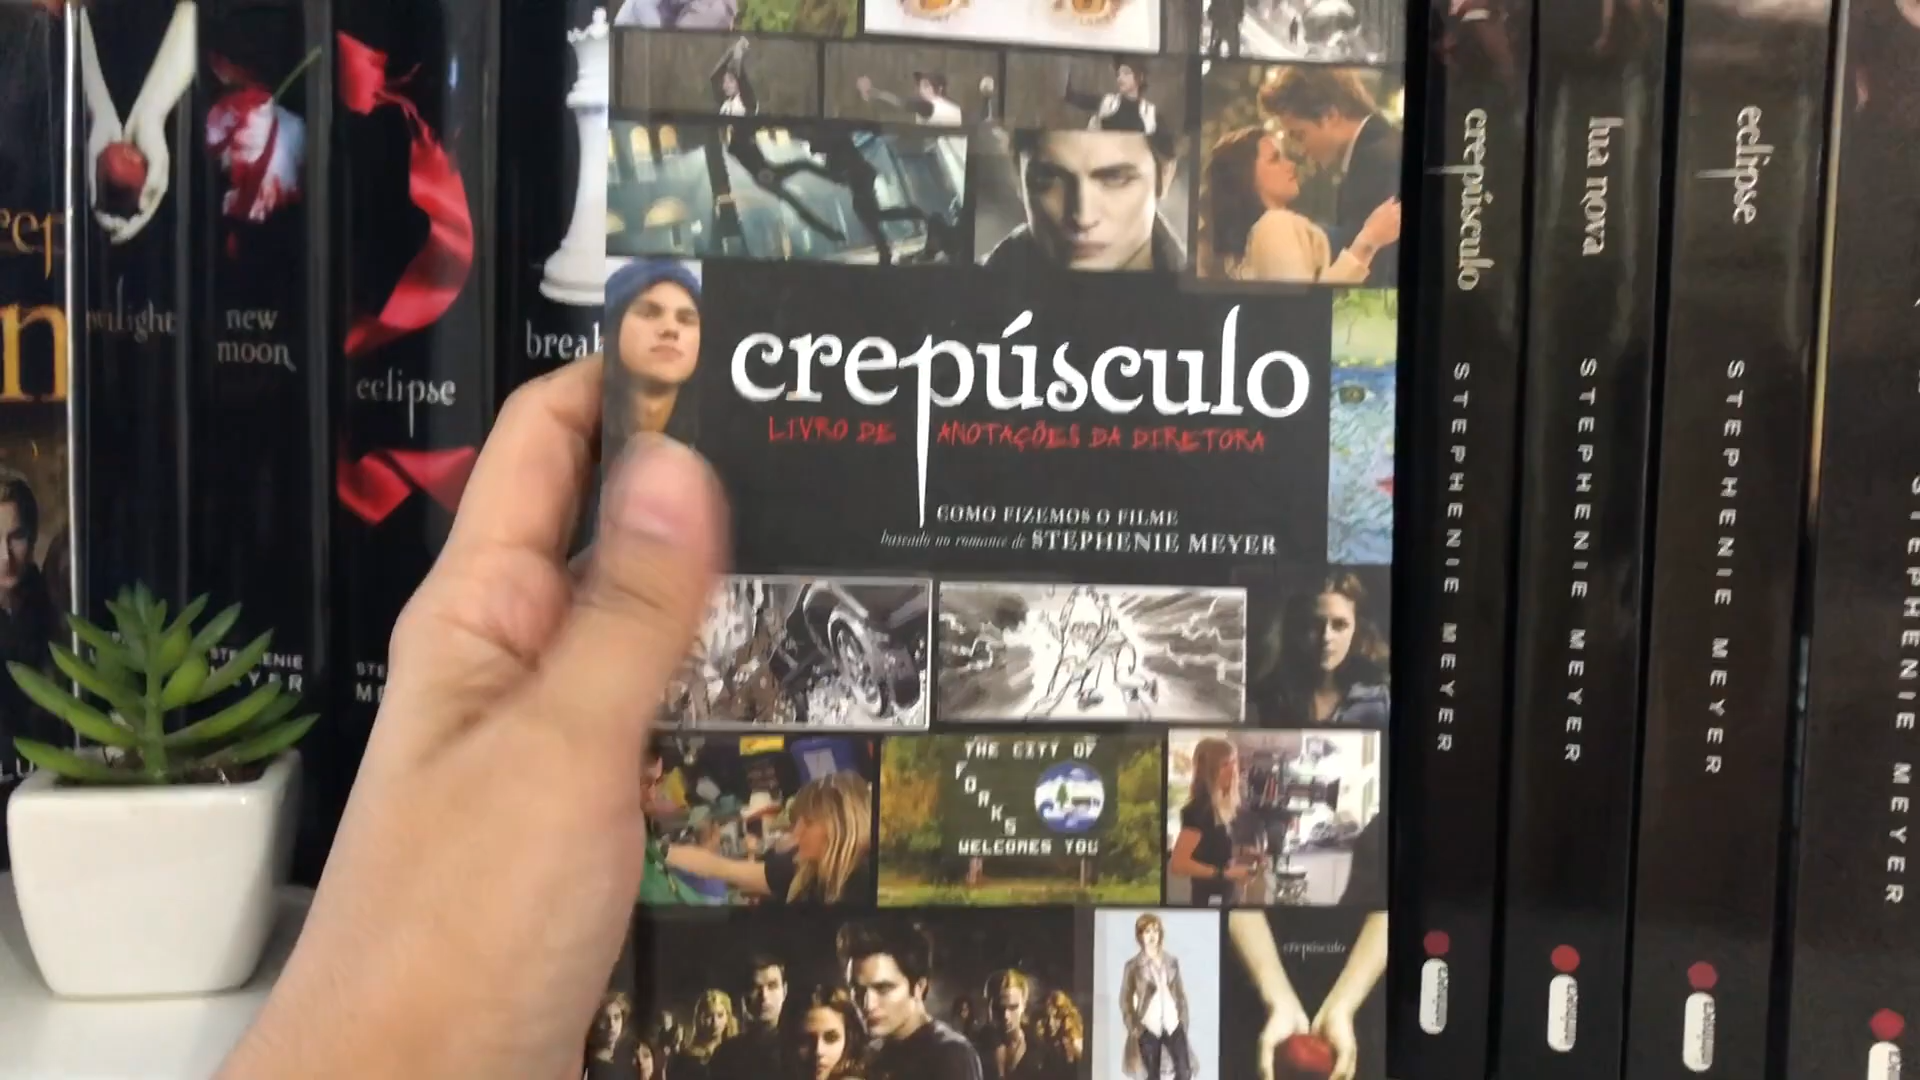 twilight
new
moon
eclipse
break
crepúsculo
LIVRO DE ANOTAÇÕES DA DIRETORA
COMO FIZEMOS O FILME
baseado no romance de STEPHENIE MEYER
THE CITY OF
FORKS
WELCOMES YOU
crepúsculo
crepúsculo
STEPHENIE MEYER
lua nova
STEPHENIE MEYER
eclipse
STEPHENIE MEYER
STEPHENIE MEYER